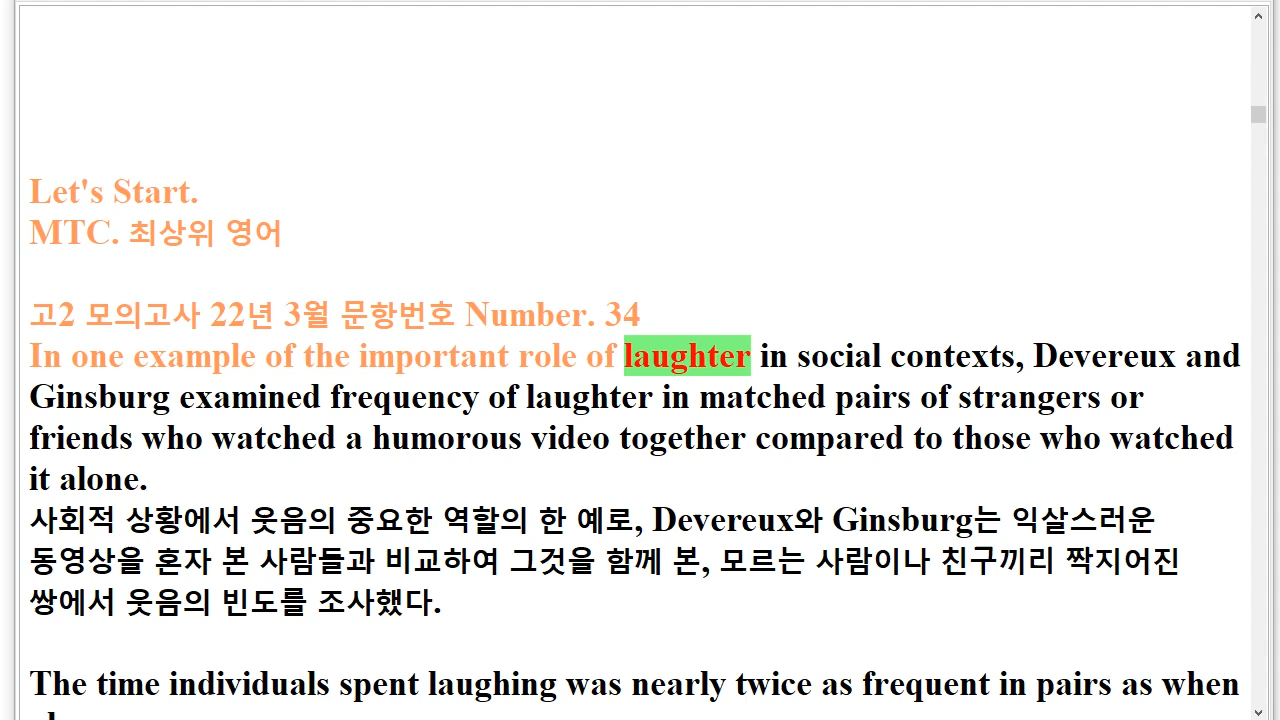 Let's Start.
MTC. 최상위 영어
고2 모의고사 22년 3월 문항번호 Number. 34
In one example of the important role of laughter in social contexts, Devereux and
Ginsburg examined frequency of laughter in matched pairs of strangers or
friends who watched a humorous video together compared to those who watched
it alone.
사회적 상황에서 웃음의 중요한 역할의 한 예로, Devereux와 Ginsburg는 익살스러운
동영상을 혼자 본 사람들과 비교하여 그것을 함께 본, 모르는 사람이나 친구끼리 짝지어진
쌍에서 웃음의 빈도를 조사했다.
The time individuals spent laughing was nearly twice as frequent in pairs as when